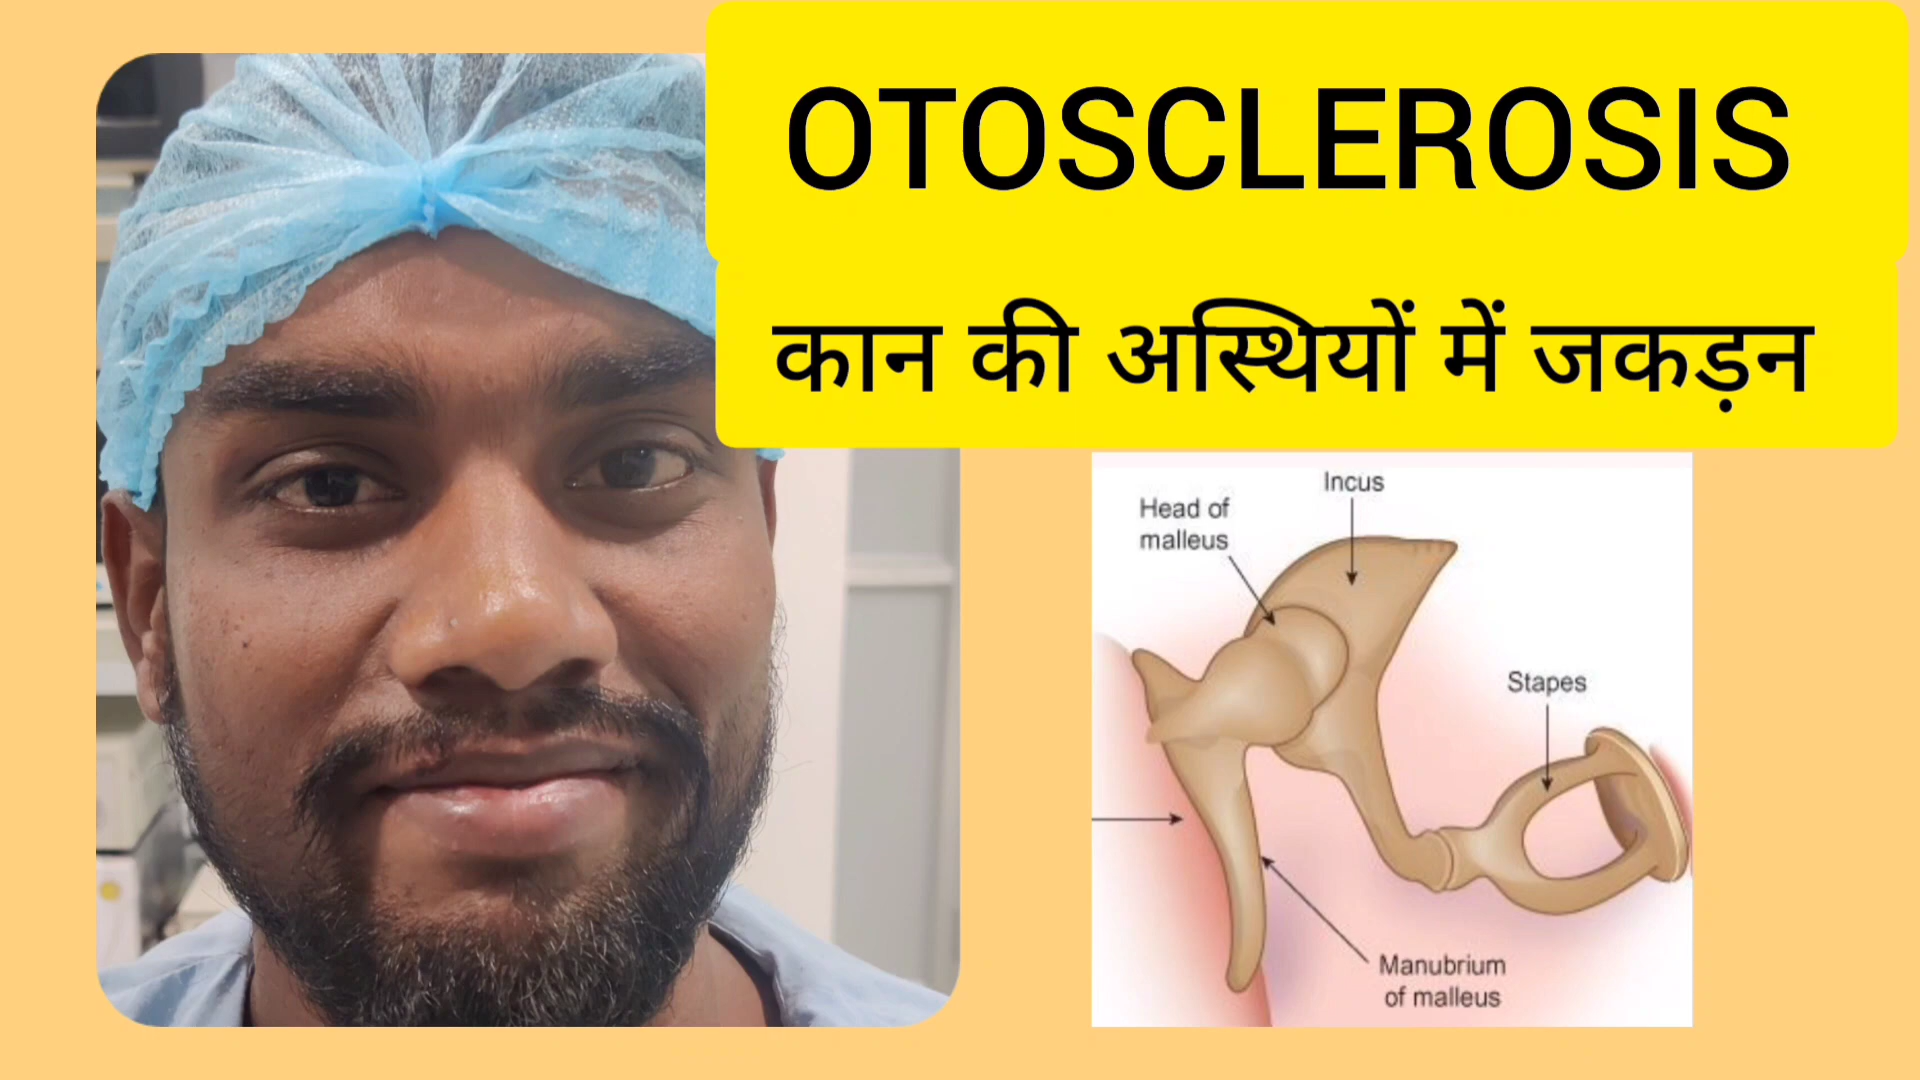 OTOSCLEROSIS
कान की अस्थियों में जकड़न
Incus
Head of
malleus
Stapes
Manubrium
of malleus